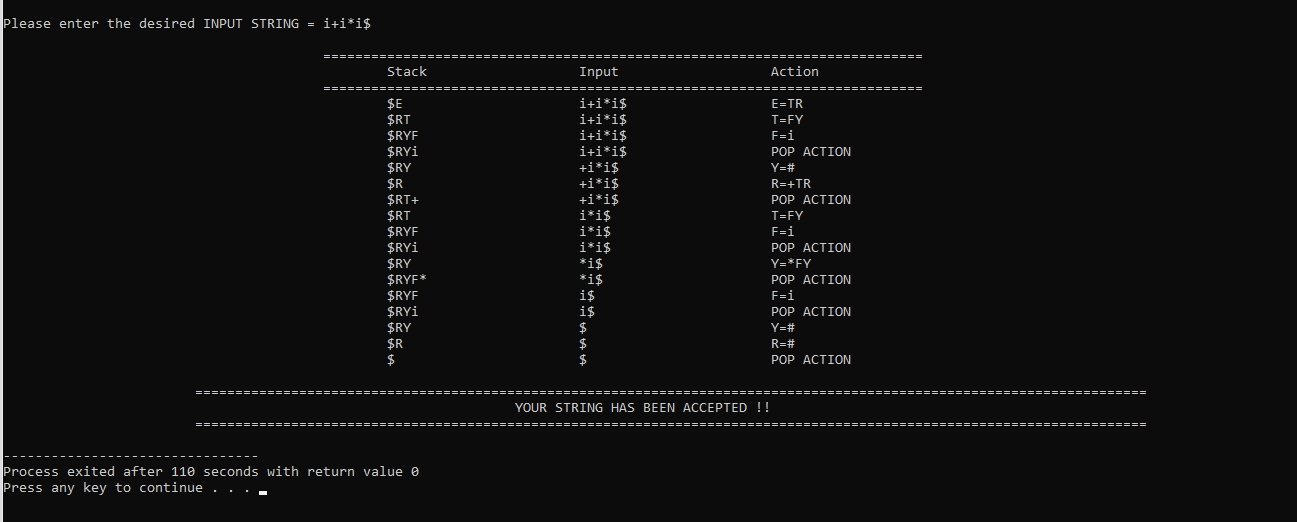 Please enter the desired INPUT STRING = i+i*i$
===========================================================================
Stack Input Action
===========================================================================
$E i+i*i$ E=TR
$RT i+i*i$ T=FY
$RYF i+i*i$ F=i
$RYi i+i*i$ POP ACTION
$RY +i*i$ Y=#
$R +i*i$ R=+TR
$RT+ +i*i$ POP ACTION
$RT i*i$ T=FY
$RYF i*i$ F=i
$RYi i*i$ POP ACTION
$RY *i$ Y=*FY
$RYF* *i$ POP ACTION
$RYF i$ F=i
$RYi i$ POP ACTION
$RY $ Y=#
$R $ R=#
$ $ POP ACTION
=======================================================================================================================
YOUR STRING HAS BEEN ACCEPTED !!
=======================================================================================================================
--------------------------------
Process exited after 110 seconds with return value 0
Press any key to continue . . .